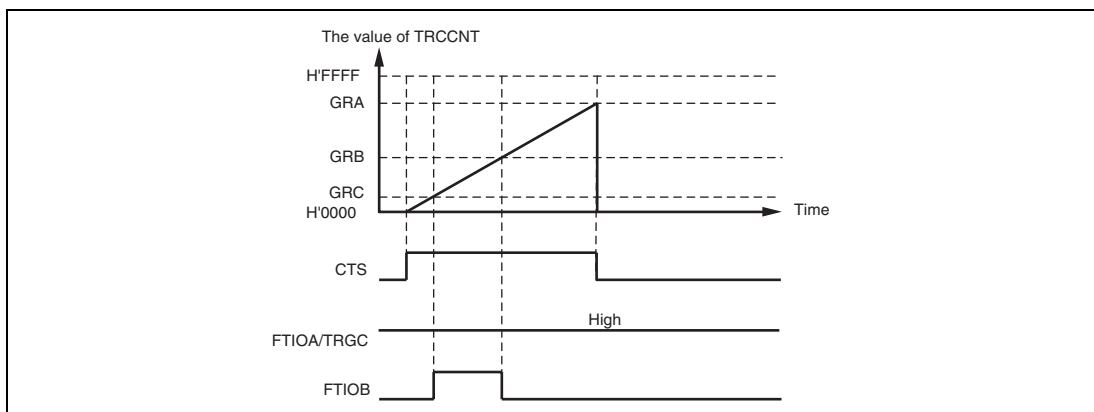 The value of TRCCNT
H'FFFF
GRA
GRB
GRC
H'0000
Time
CTS
High
FTIOA/TRGC
FTIOB